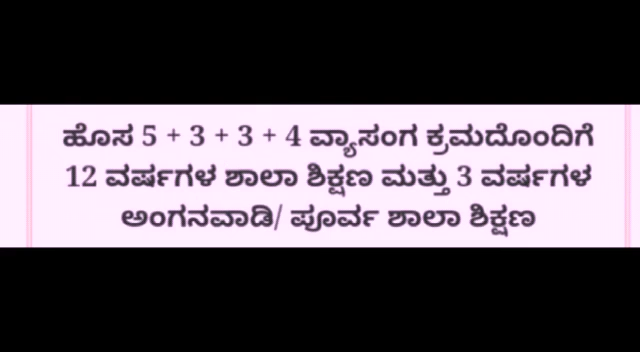 ಹೊಸ 5 + 3 + 3 + 4 ವ್ಯಾಸಂಗ ಕ್ರಮದೊಂದಿಗೆ
12 ವರ್ಷಗಳ ಶಾಲಾ ಶಿಕ್ಷಣ ಮತ್ತು 3 ವರ್ಷಗಳ
ಅಂಗನವಾಡಿ/ ಪೂರ್ವ ಶಾಲಾ ಶಿಕ್ಷಣ